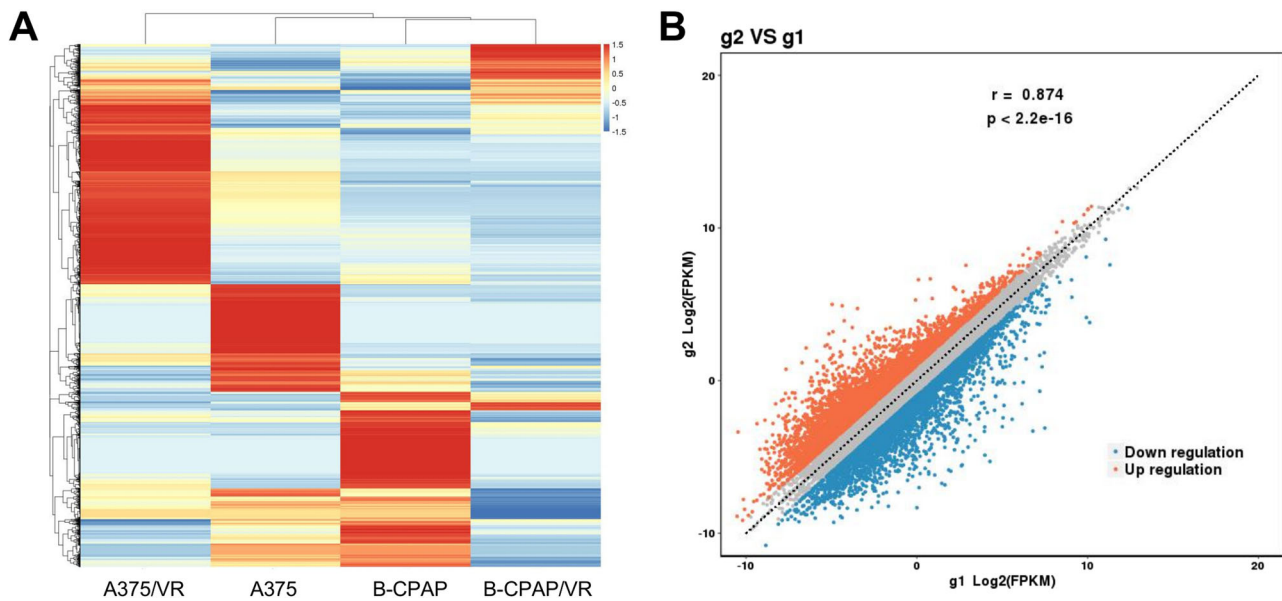 A
1.5
1
0.5
0
-0.5
-1
-1.5
A375/VR
A375
B-CPAP
B-CPAP/VR
B
g2 VS g1
r = 0.874
p < 2.2e-16
20
10
0
-10
g2 Log2(FPKM)
Down regulation
Up regulation
-10
0
10
20
g1 Log2(FPKM)